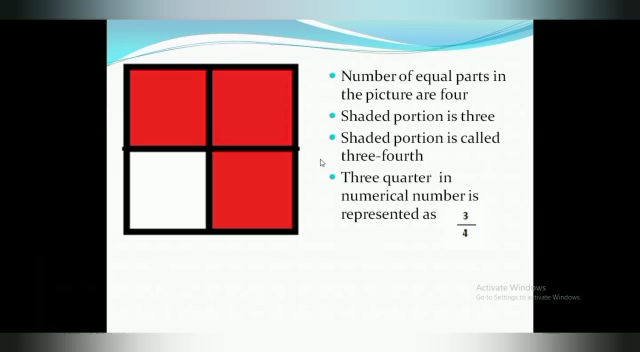 Number of equal parts in
the picture are four
Shaded portion is three
Shaded portion is called
three-fourth
Three quarter in
numerical number is
represented as 3/4
Activate Windows
Go to Settings to activate Windows.